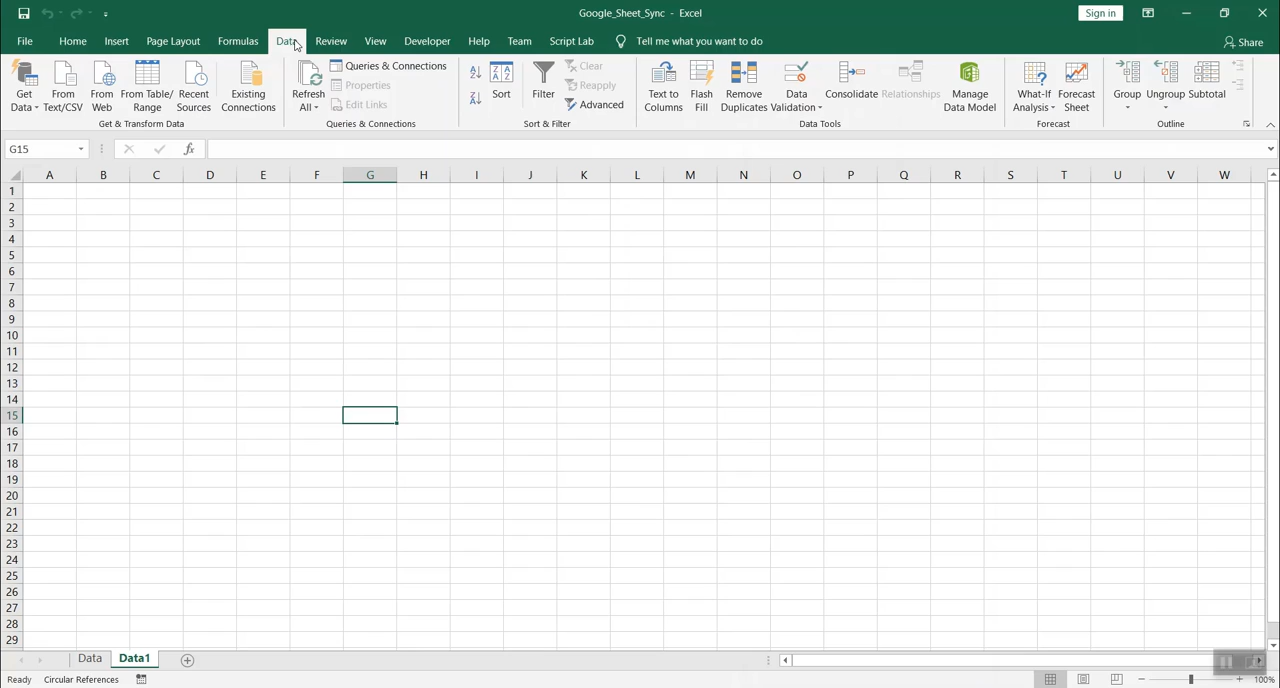 Google_Sheet_Sync - Excel
Sign in
File Home Insert Page Layout Formulas Data Review View Developer Help Team Script Lab Tell me what you want to do Share
Get Data
From Text/CSV
From Web
From Table/ Range
Recent Sources
Existing Connections
Get & Transform Data
Refresh All
Queries & Connections
Properties
Edit Links
Queries & Connections
Sort
Filter
Clear
Reapply
Advanced
Sort & Filter
Text to Columns
Flash Fill
Remove Duplicates
Data Validation
Consolidate
Relationships
Manage Data Model
Data Tools
What-If Analysis
Forecast Sheet
Forecast
Group
Ungroup
Subtotal
Outline
G15
fx
A B C D E F G H I J K L M N O P Q R S T U V W
1
2
3
4
5
6
7
8
9
10
11
12
13
14
15
16
17
18
19
20
21
22
23
24
25
26
27
28
29
Data Data1
Ready Circular References 100%